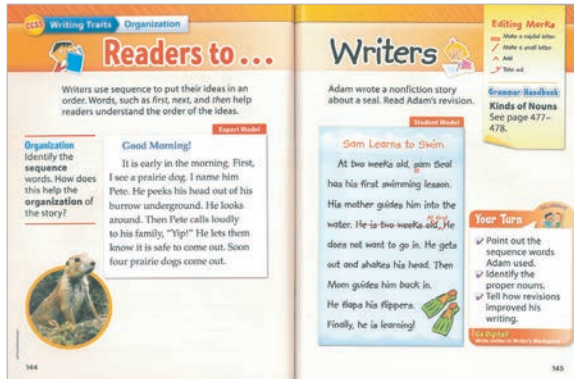 CCSS Writing Traits Organization
Readers to...
Writers use sequence to put their ideas in an
order. Words, such as first, next, and then help
readers understand the order of the ideas.
Organization
Identify the
sequence
words. How does
this help the
organization of
the story?
Expert Model
Good Morning!
It is early in the morning. First,
I see a prairie dog. I name him
Pete. He peeks his head out of his
burrow underground. He looks
around. Then Pete calls loudly
to his family, "Yip!" He lets them
know it is safe to come out. Soon
four prairie dogs come out.
144
Writers
Adam wrote a nonfiction story
about a seal. Read Adam's revision.
Student Model
Sam Learns to Swim
At two weeks old, sam Seal
has his first swimming lesson.
His mother guides him into the
At first,
water. He is two weeks old. He
does not want to go in. He gets
out and shakes his head. Then
Mom guides him back in.
He flaps his flippers.
Finally, he is learning!
Editing Marks
Make a capital letter
Make a small letter
Add
Take out
Grammar Handbook
Kinds of Nouns
See page 477–
478.
Your Turn
Point out the
sequence words
Adam used.
Identify the
proper nouns.
Tell how revisions
improved his
writing.
Go Digital!
145